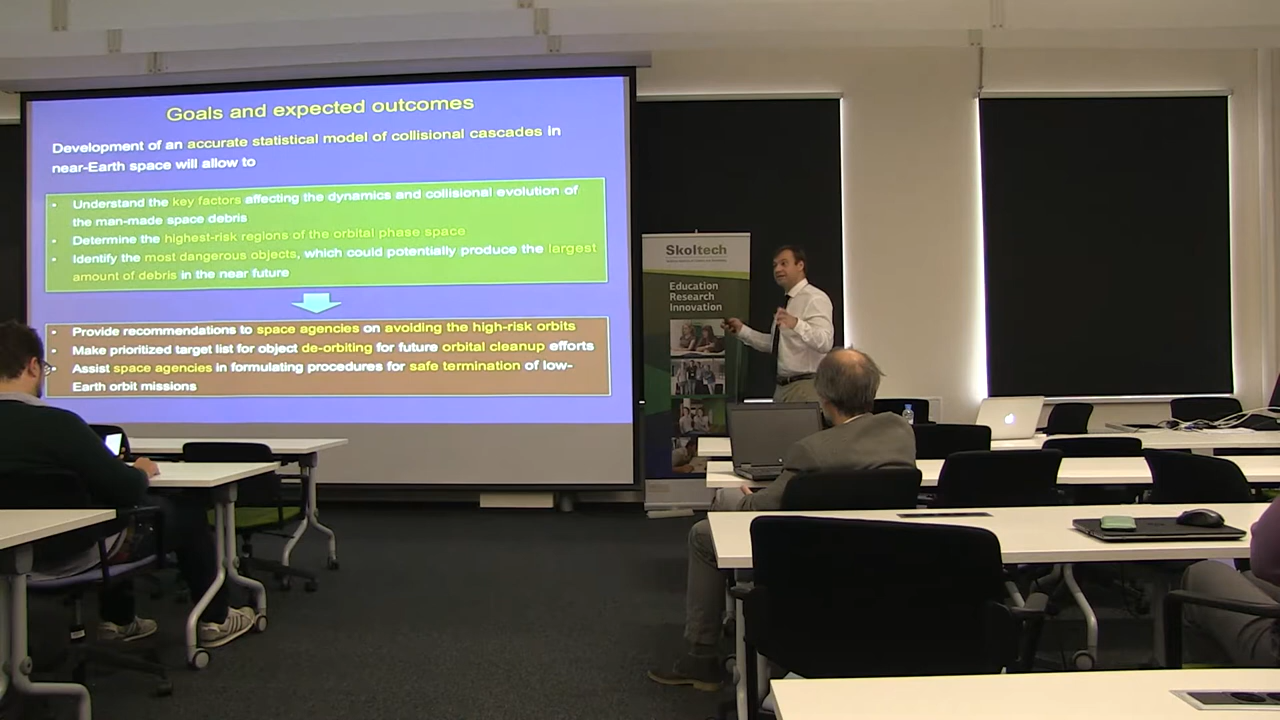 Goals and expected outcomes
Development of an accurate statistical model of collisional cascades in
near-Earth space will allow to
• Understand the key factors affecting the dynamics and collisional evolution of
the man-made space debris
• Determine the highest-risk regions of the orbital phase space
• Identify the most dangerous objects, which could potentially produce the largest
amount of debris in the near future
• Provide recommendations to space agencies on avoiding the high-risk orbits
• Make prioritized target list for object de-orbiting for future orbital cleanup efforts
• Assist space agencies in formulating procedures for safe termination of low-
Earth orbit missions
Skoltech
Education
Research
Innovation